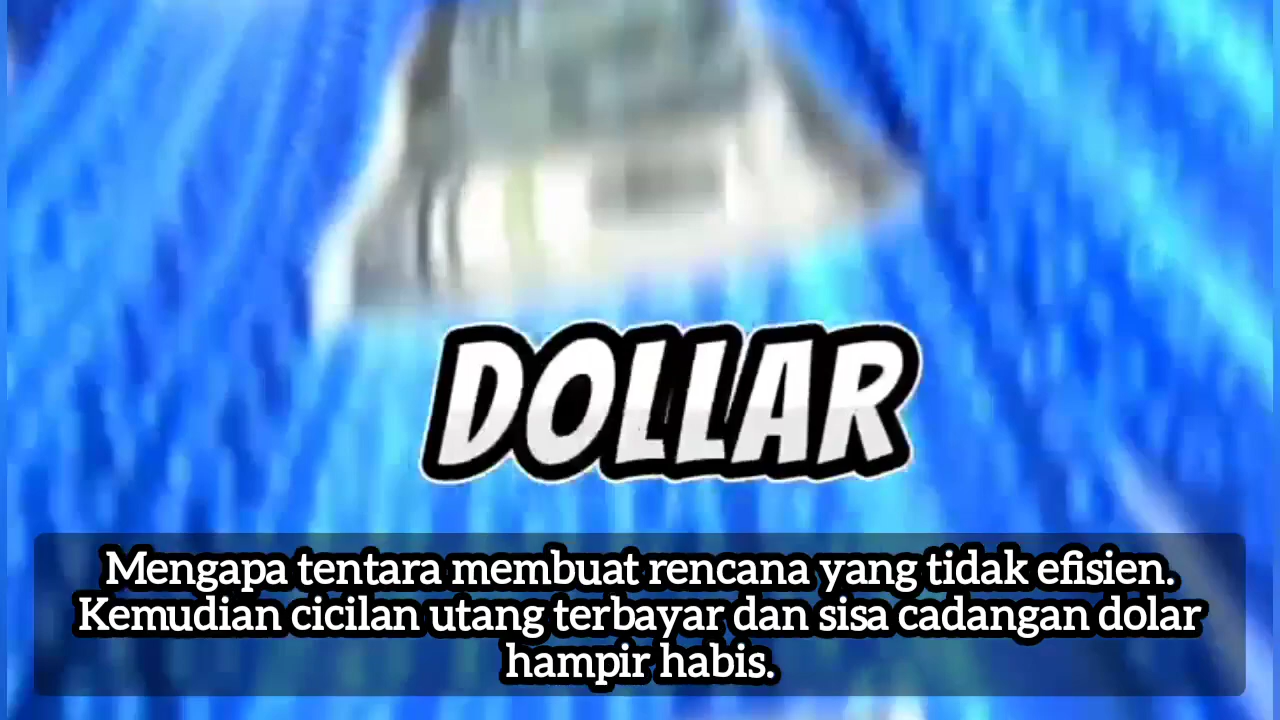 DOLLAR
Mengapa tentara membuat rencana yang tidak efisien.
Kemudian cicilan utang terbayar dan sisa cadangan dolar
hampir habis.